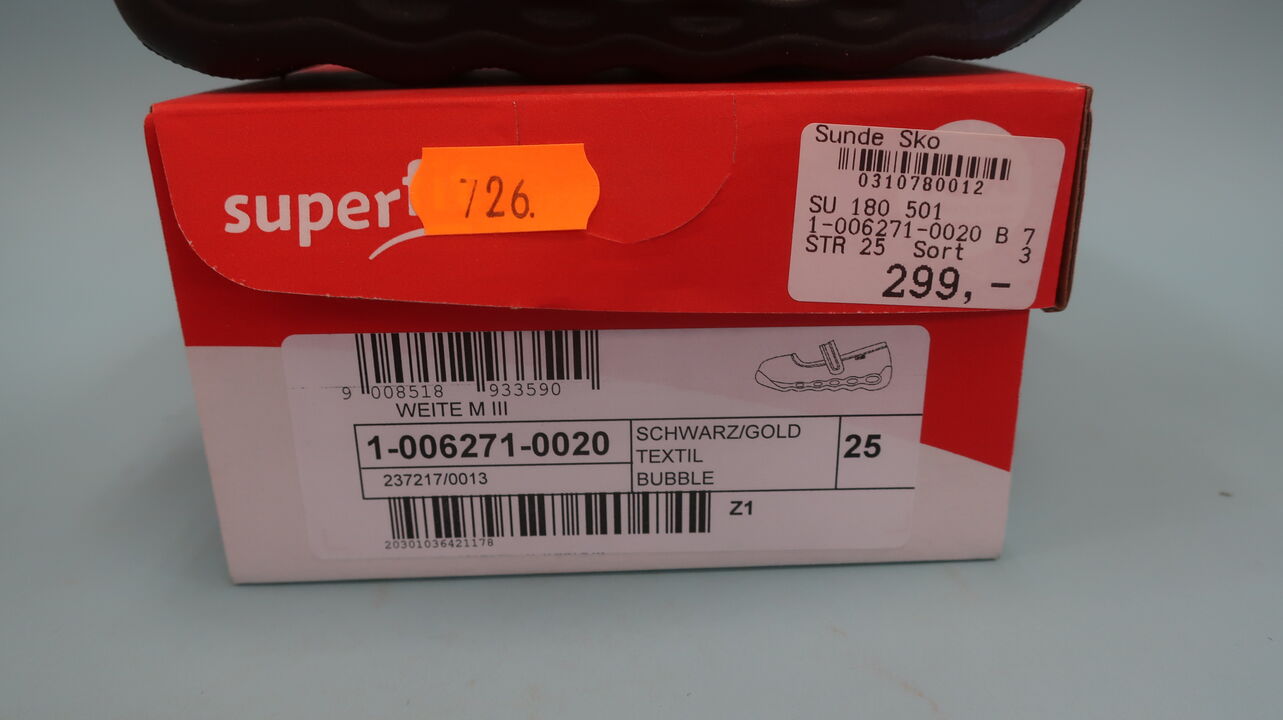 super
726.
Sunde Sko
0310780012
SU 180 501
1-006271-0020 B 7
STR 25 Sort 3
299,-
9 008518 933590
WEITE M III
1-006271-0020
237217/0013
SCHWARZ/GOLD
TEXTIL
BUBBLE
25
Z1
20301036421178